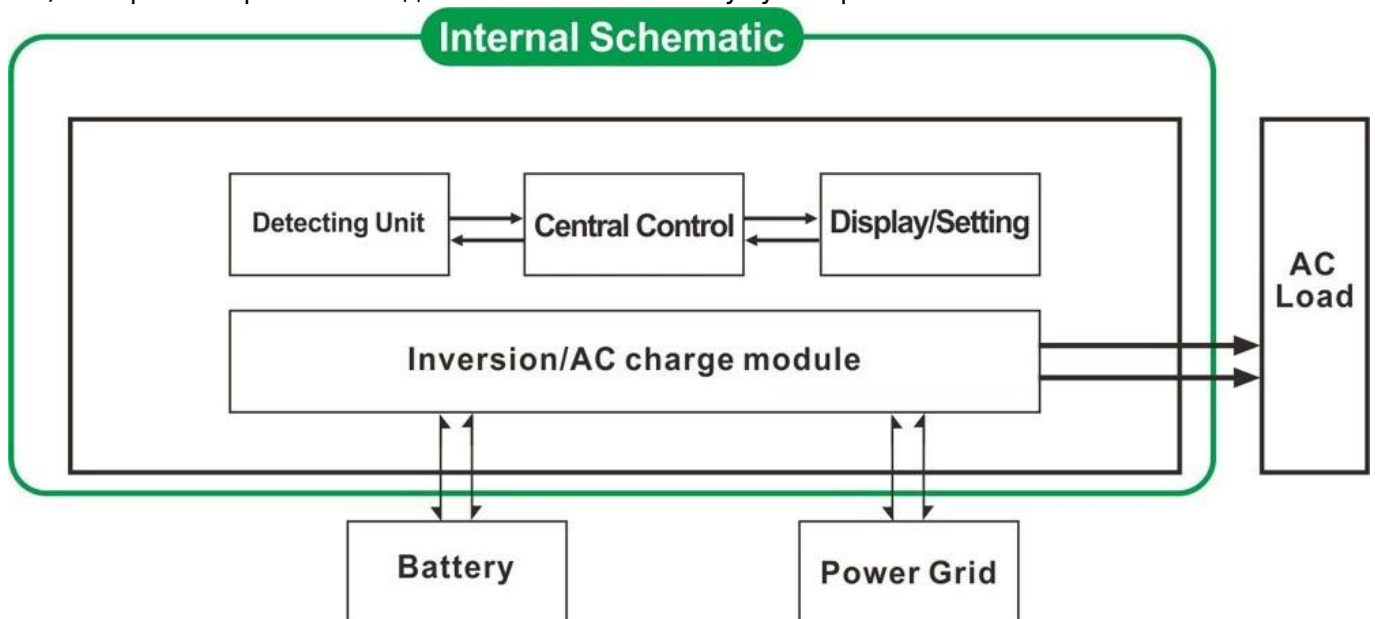 Internal Schematic
Detecting Unit
Central Control
Display/Setting
AC
Load
Inversion/AC charge module
Battery
Power Grid